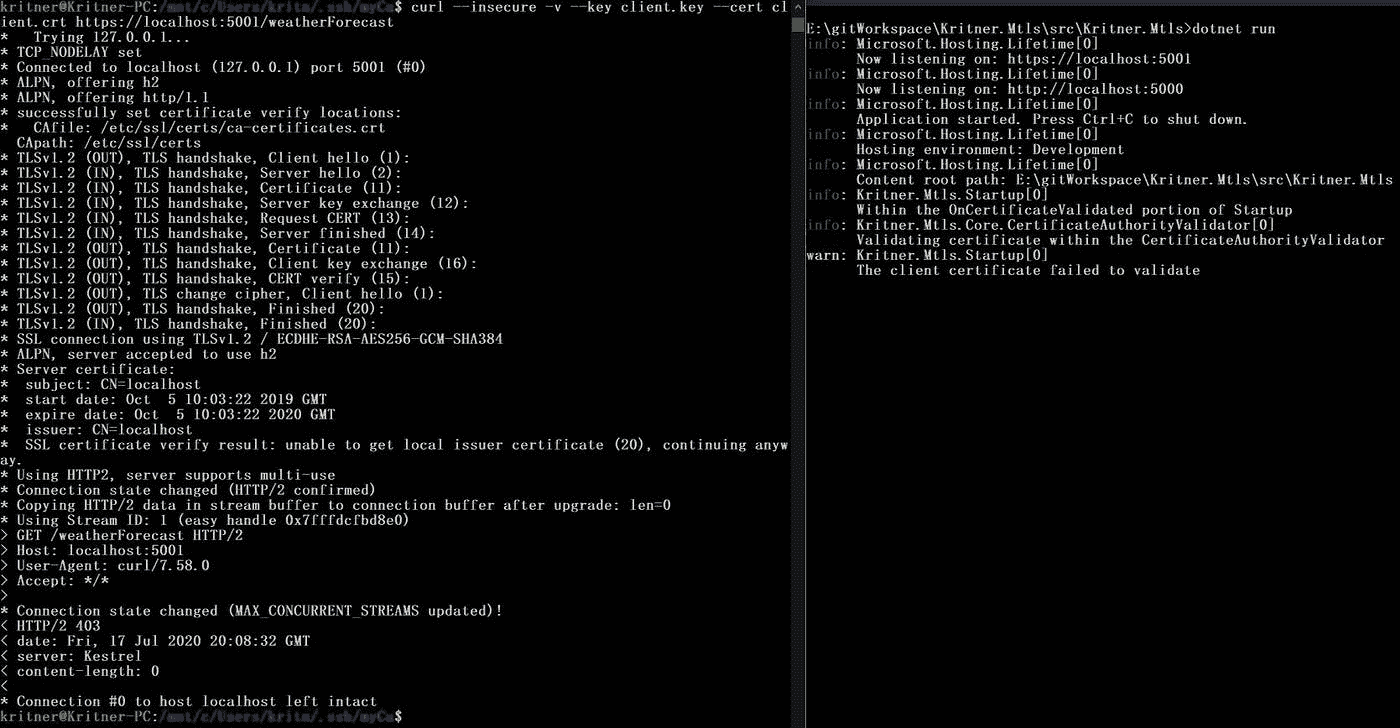 kritner@Kritner-PC:/mnt/c/Users/kritn/.ssh/myCa$ curl --insecure -v --key client.key --cert cl
ient.crt https://localhost:5001/weatherForecast
*   Trying 127.0.0.1...
* TCP_NODELAY set
* Connected to localhost (127.0.0.1) port 5001 (#0)
* ALPN, offering h2
* ALPN, offering http/1.1
* successfully set certificate verify locations:
*   CAfile: /etc/ssl/certs/ca-certificates.crt
  CApath: /etc/ssl/certs
* TLSv1.2 (OUT), TLS handshake, Client hello (1):
* TLSv1.2 (IN), TLS handshake, Server hello (2):
* TLSv1.2 (IN), TLS handshake, Certificate (11):
* TLSv1.2 (IN), TLS handshake, Server key exchange (12):
* TLSv1.2 (IN), TLS handshake, Request CERT (13):
* TLSv1.2 (IN), TLS handshake, Server finished (14):
* TLSv1.2 (OUT), TLS handshake, Certificate (11):
* TLSv1.2 (OUT), TLS handshake, Client key exchange (16):
* TLSv1.2 (OUT), TLS handshake, CERT verify (15):
* TLSv1.2 (OUT), TLS change cipher, Client hello (1):
* TLSv1.2 (OUT), TLS handshake, Finished (20):
* TLSv1.2 (IN), TLS handshake, Finished (20):
* SSL connection using TLSv1.2 / ECDHE-RSA-AES256-GCM-SHA384
* ALPN, server accepted to use h2
* Server certificate:
*  subject: CN=localhost
*  start date: Oct  5 10:03:22 2019 GMT
*  expire date: Oct  5 10:03:22 2020 GMT
*  issuer: CN=localhost
*  SSL certificate verify result: unable to get local issuer certificate (20), continuing anyw
ay.
* Using HTTP2, server supports multi-use
* Connection state changed (HTTP/2 confirmed)
* Copying HTTP/2 data in stream buffer to connection buffer after upgrade: len=0
* Using Stream ID: 1 (easy handle 0x7fffdcfbd8e0)
> GET /weatherForecast HTTP/2
> Host: localhost:5001
> User-Agent: curl/7.58.0
> Accept: */*
>
* Connection state changed (MAX_CONCURRENT_STREAMS updated)!
< HTTP/2 403
< date: Fri, 17 Jul 2020 20:08:32 GMT
< server: Kestrel
< content-length: 0
<
* Connection #0 to host localhost left intact
kritner@Kritner-PC:/mnt/c/Users/kritn/.ssh/myCa$
E:\gitWorkspace\Kritner.Mtls\src\Kritner.Mtls>dotnet run
info: Microsoft.Hosting.Lifetime[0]
      Now listening on: https://localhost:5001
info: Microsoft.Hosting.Lifetime[0]
      Now listening on: http://localhost:5000
info: Microsoft.Hosting.Lifetime[0]
      Application started. Press Ctrl+C to shut down.
info: Microsoft.Hosting.Lifetime[0]
      Hosting environment: Development
info: Microsoft.Hosting.Lifetime[0]
      Content root path: E:\gitWorkspace\Kritner.Mtls\src\Kritner.Mtls
info: Kritner.Mtls.Startup[0]
      Within the OnCertificateValidated portion of Startup
info: Kritner.Mtls.Core.CertificateAuthorityValidator[0]
      Validating certificate within the CertificateAuthorityValidator
warn: Kritner.Mtls.Startup[0]
      The client certificate failed to validate